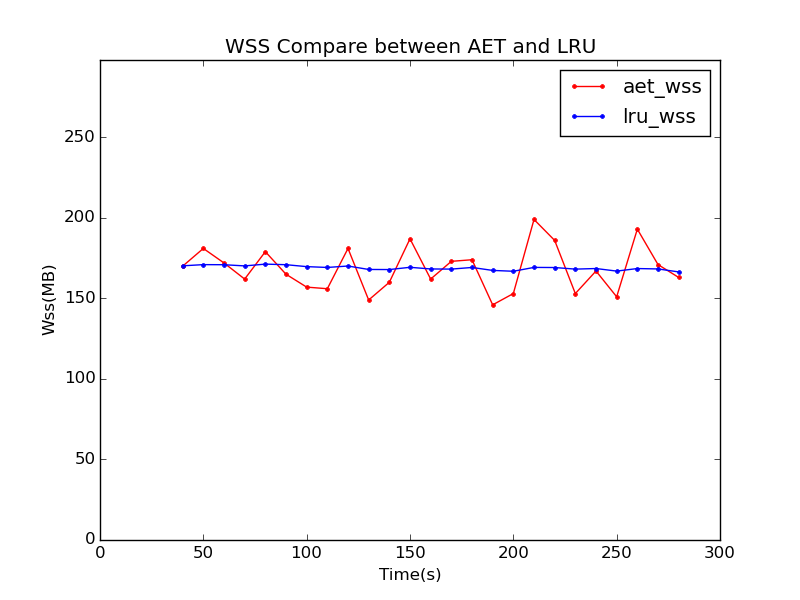 WSS Compare between AET and LRU
aet_wss
lru_wss
Wss(MB)
250
200
150
100
50
0
0 50 100 150 200 250 300
Time(s)